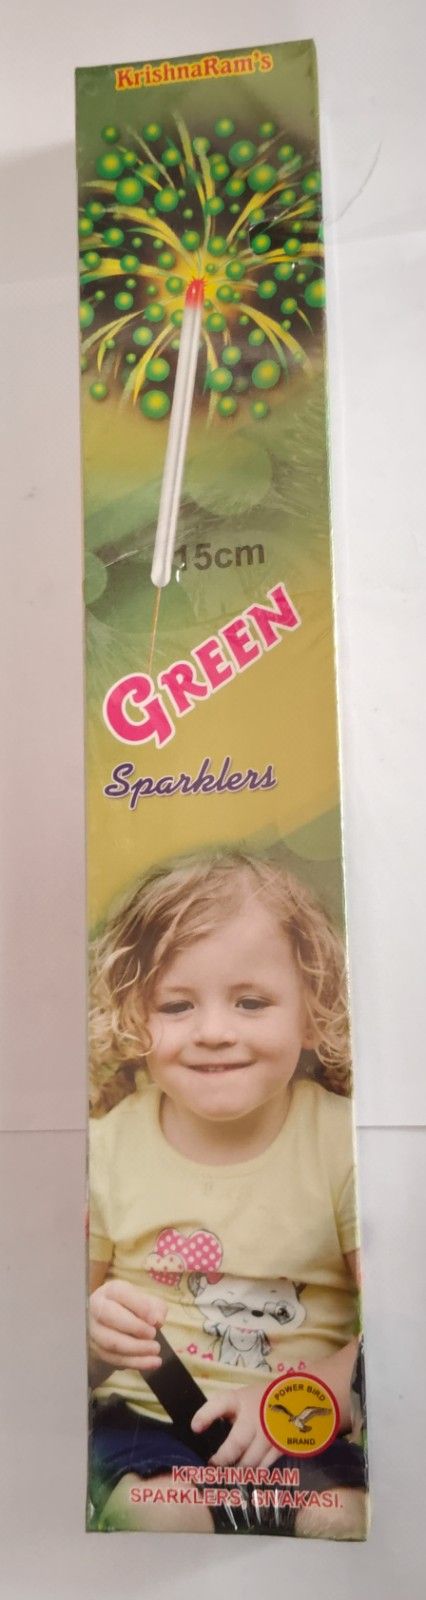 KrishnaRam's
15cm
GREEN
Sparklers
POWER BIRD
BRAND
KRISHNARAM
SPARKLERS, SIVAKASI.